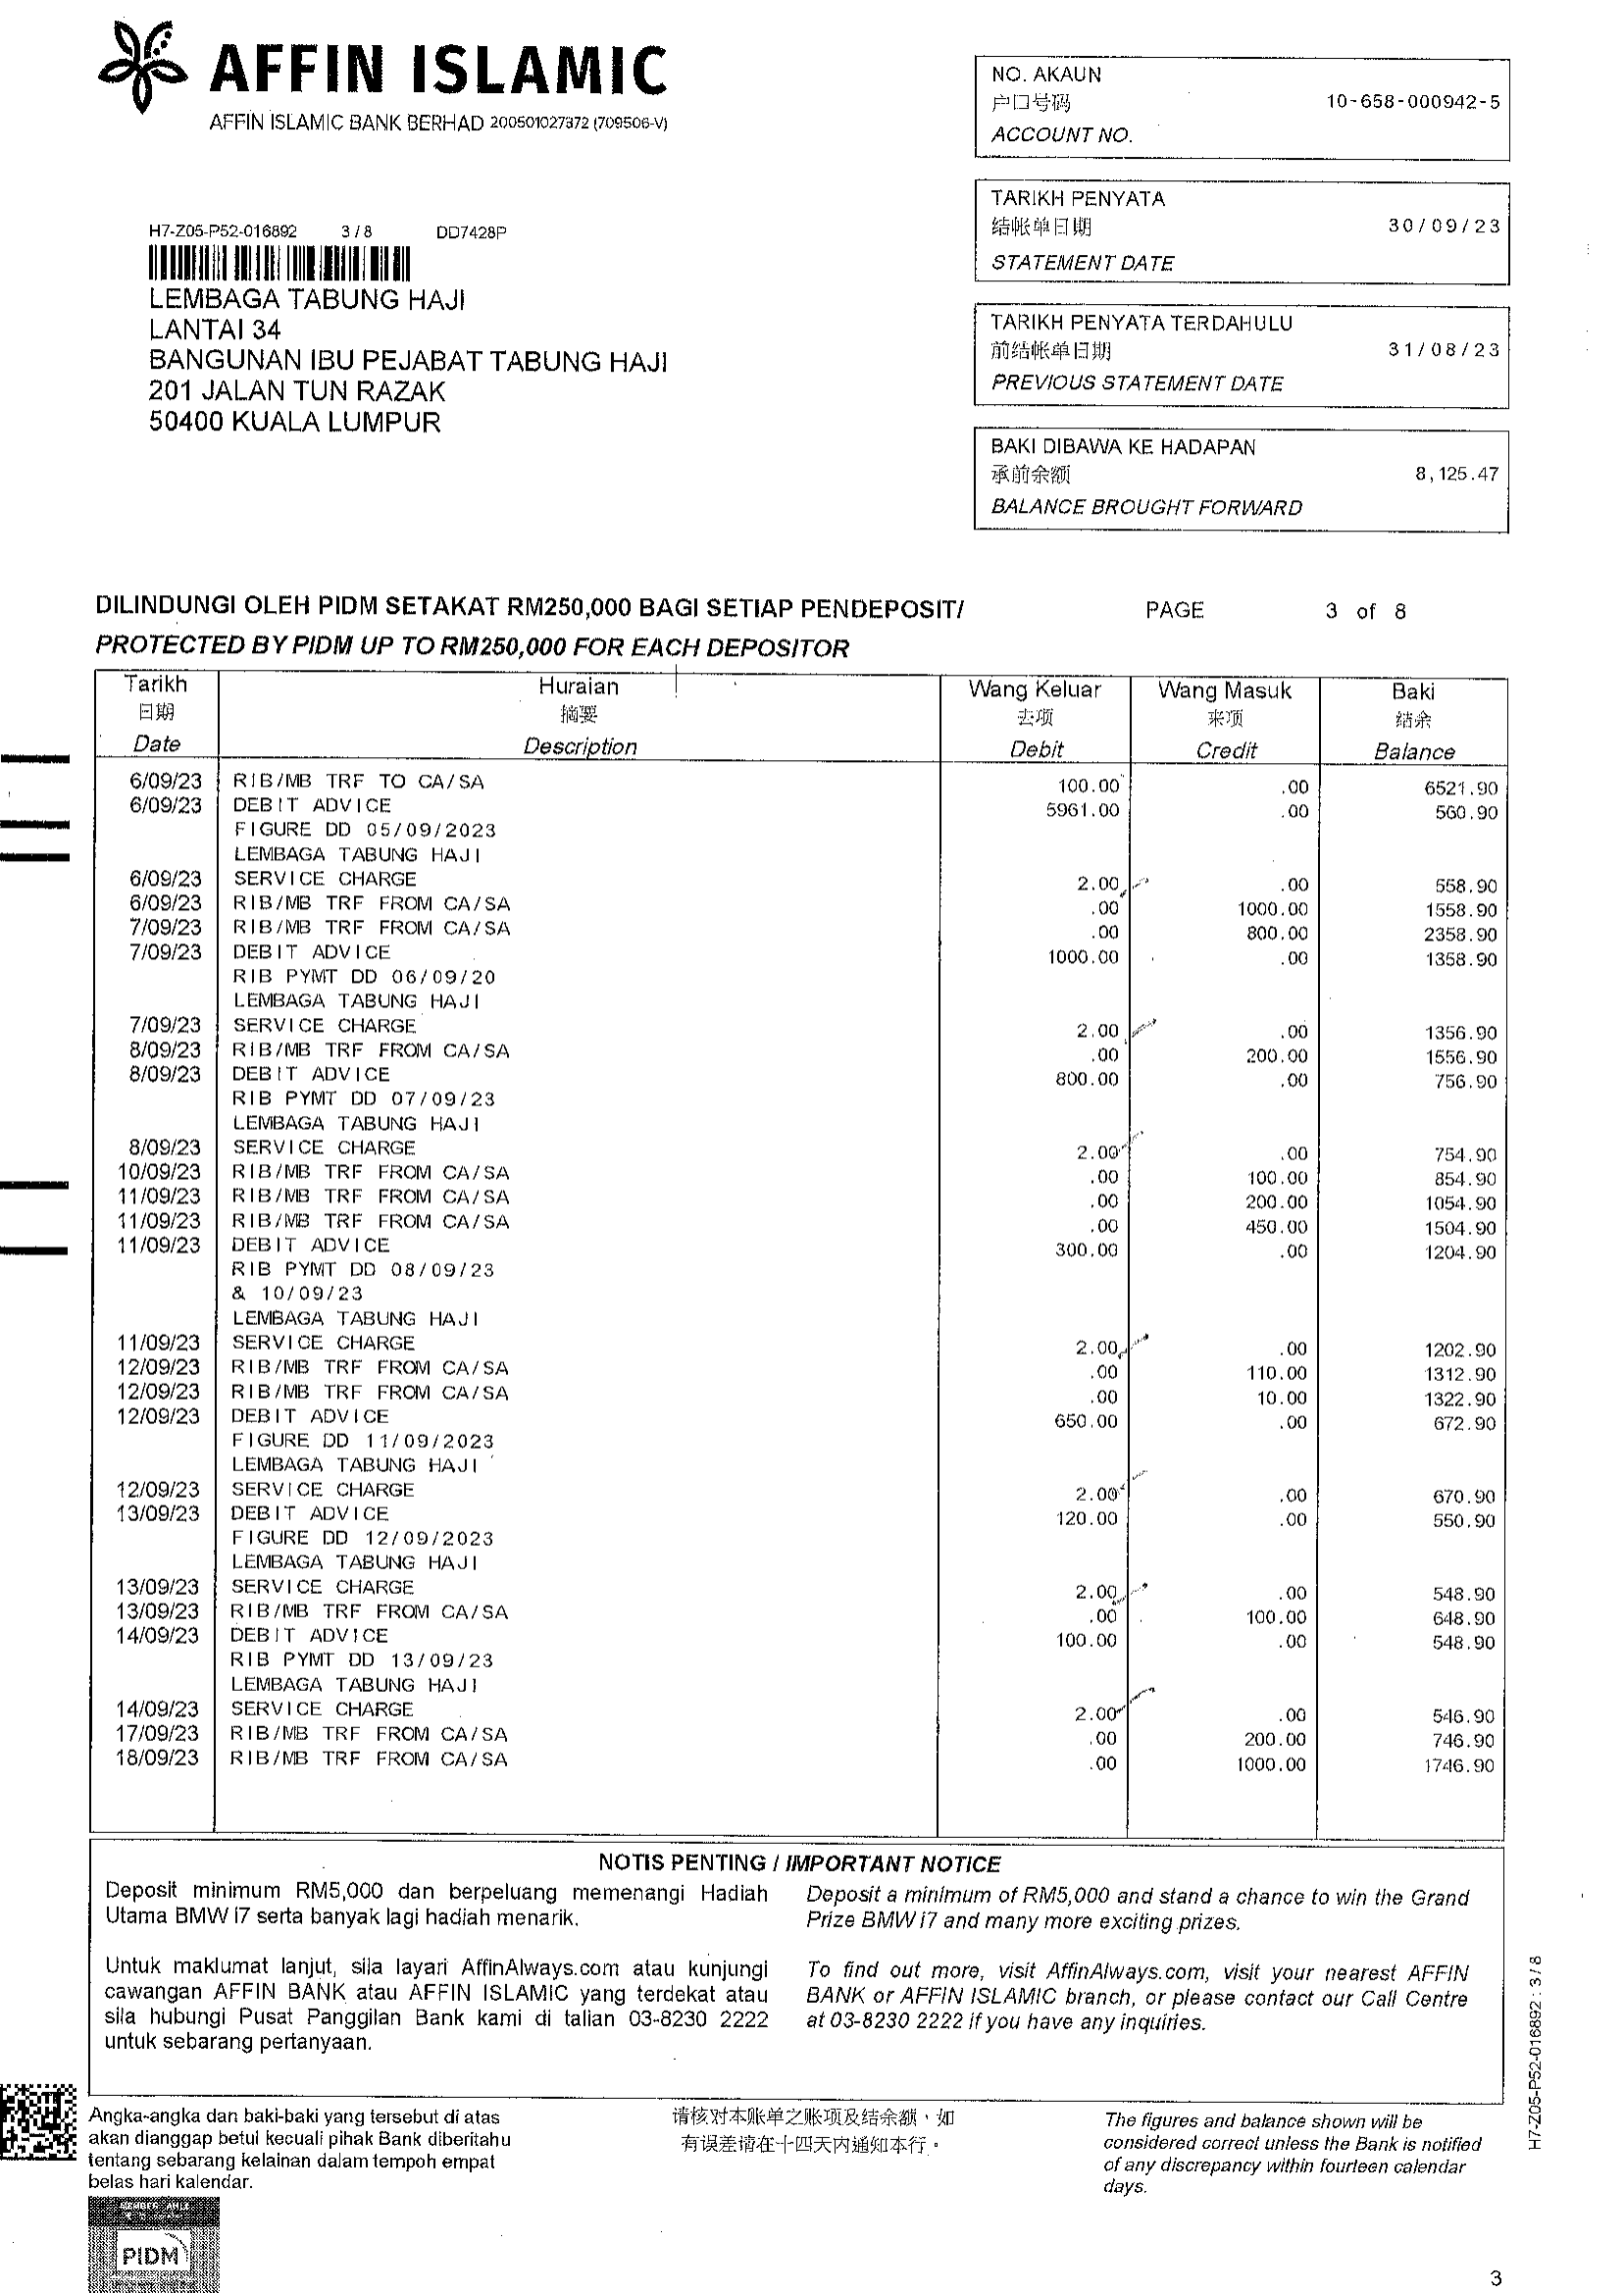 AFFIN ISLAMIC
AFFIN ISLAMIC BANK BERHAD 200501027372 (709506-V)
NO. AKAUN
户口号码 10-658-000942-5
ACCOUNT NO.
TARIKH PENYATA
结帐单日期 30/09/23
STATEMENT DATE
TARIKH PENYATA TERDAHULU
前结帐单日期 31/08/23
PREVIOUS STATEMENT DATE
BAKI DIBAWA KE HADAPAN
承前余额 8,125.47
BALANCE BROUGHT FORWARD
H7-Z05-P52-016892 3/8 DD7428P
LEMBAGA TABUNG HAJI
LANTAI 34
BANGUNAN IBU PEJABAT TABUNG HAJI
201 JALAN TUN RAZAK
50400 KUALA LUMPUR
DILINDUNGI OLEH PIDM SETAKAT RM250,000 BAGI SETIAP PENDEPOSIT/ PAGE 3 of 8
PROTECTED BY PIDM UP TO RM250,000 FOR EACH DEPOSITOR
Tarikh Huraian Wang Keluar Wang Masuk Baki
日期 摘要 去项 来项 结余
Date Description Debit Credit Balance
6/09/23 RIB/MB TRF TO CA/SA 100.00 .00 6521.90
6/09/23 DEBIT ADVICE 5961.00 .00 560.90
FIGURE DD 05/09/2023
LEMBAGA TABUNG HAJI
6/09/23 SERVICE CHARGE 2.00 .00 558.90
6/09/23 RIB/MB TRF FROM CA/SA .00 1000.00 1558.90
7/09/23 RIB/MB TRF FROM CA/SA .00 800.00 2358.90
7/09/23 DEBIT ADVICE 1000.00 .00 1358.90
RIB PYMT DD 06/09/20
LEMBAGA TABUNG HAJI
7/09/23 SERVICE CHARGE 2.00 .00 1356.90
8/09/23 RIB/MB TRF FROM CA/SA .00 200.00 1556.90
8/09/23 DEBIT ADVICE 800.00 .00 756.90
RIB PYMT DD 07/09/23
LEMBAGA TABUNG HAJI
8/09/23 SERVICE CHARGE 2.00 .00 754.90
10/09/23 RIB/MB TRF FROM CA/SA .00 100.00 854.90
11/09/23 RIB/MB TRF FROM CA/SA .00 200.00 1054.90
11/09/23 RIB/MB TRF FROM CA/SA .00 450.00 1504.90
11/09/23 DEBIT ADVICE 300.00 .00 1204.90
RIB PYMT DD 08/09/23
& 10/09/23
LEMBAGA TABUNG HAJI
11/09/23 SERVICE CHARGE 2.00 .00 1202.90
12/09/23 RIB/MB TRF FROM CA/SA .00 110.00 1312.90
12/09/23 RIB/MB TRF FROM CA/SA .00 10.00 1322.90
12/09/23 DEBIT ADVICE 650.00 .00 672.90
FIGURE DD 11/09/2023
LEMBAGA TABUNG HAJI
12/09/23 SERVICE CHARGE 2.00 .00 670.90
13/09/23 DEBIT ADVICE 120.00 .00 550.90
FIGURE DD 12/09/2023
LEMBAGA TABUNG HAJI
13/09/23 SERVICE CHARGE 2.00 .00 548.90
13/09/23 RIB/MB TRF FROM CA/SA .00 100.00 648.90
14/09/23 DEBIT ADVICE 100.00 .00 548.90
RIB PYMT DD 13/09/23
LEMBAGA TABUNG HAJI
14/09/23 SERVICE CHARGE 2.00 .00 546.90
17/09/23 RIB/MB TRF FROM CA/SA .00 200.00 746.90
18/09/23 RIB/MB TRF FROM CA/SA .00 1000.00 1746.90
NOTIS PENTING / IMPORTANT NOTICE
Deposit minimum RM5,000 dan berpeluang memenangi Hadiah
Utama BMW i7 serta banyak lagi hadiah menarik.
Untuk maklumat lanjut, sila layari AffinAlways.com atau kunjungi
cawangan AFFIN BANK atau AFFIN ISLAMIC yang terdekat atau
sila hubungi Pusat Panggilan Bank kami di talian 03-8230 2222
untuk sebarang pertanyaan.
Deposit a minimum of RM5,000 and stand a chance to win the Grand
Prize BMW i7 and many more exciting prizes.
To find out more, visit AffinAlways.com, visit your nearest AFFIN
BANK or AFFIN ISLAMIC branch, or please contact our Call Centre
at 03-8230 2222 if you have any inquiries.
H7-Z05-P52-016892 : 3/8
Angka-angka dan baki-baki yang tersebut di atas
akan dianggap betul kecuali pihak Bank diberitahu
tentang sebarang kelainan dalam tempoh empat
belas hari kalendar.
请核对本账单之账项及结余额，如
有误差请在十四天内通知本行。
The figures and balance shown will be
considered correct unless the Bank is notified
of any discrepancy within fourteen calendar
days.
PIDM
3